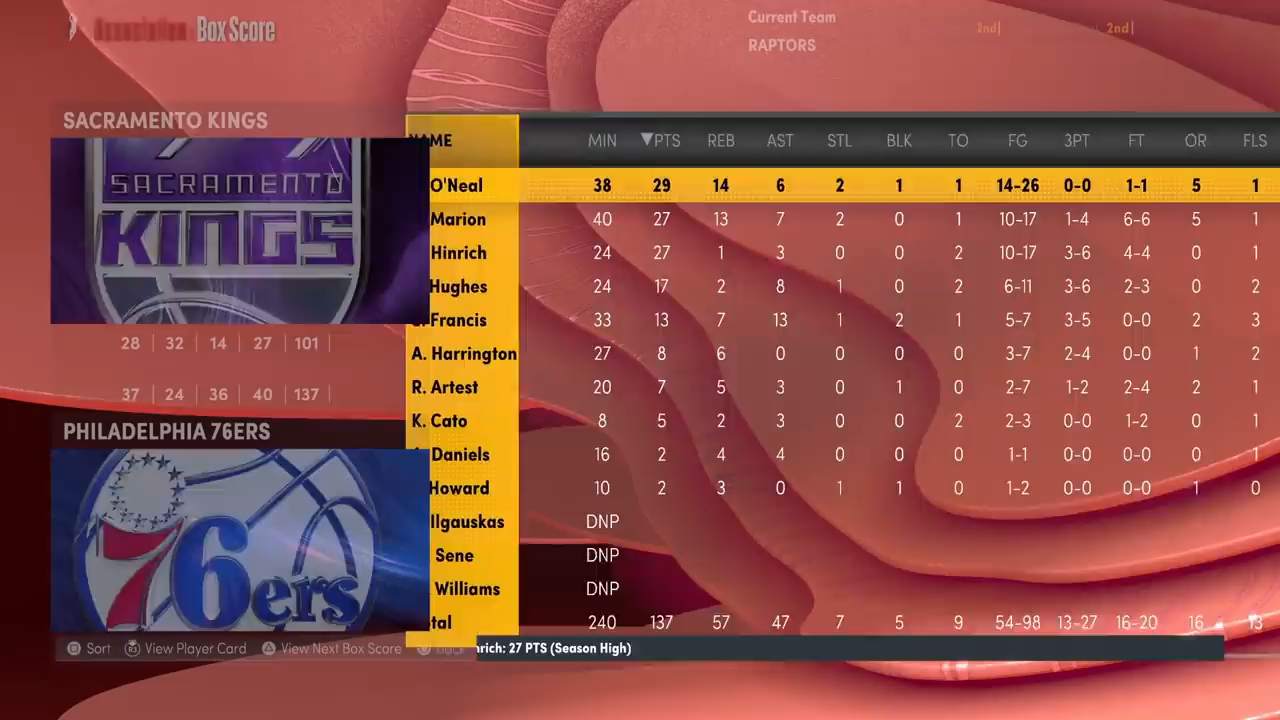 Association Box Score
Current Team
RAPTORS
2nd| 2nd|
SACRAMENTO KINGS
SACRAMENTO
KINGS
28 | 32 | 14 | 27 | 101 |
37 | 24 | 36 | 40 | 137 |
PHILADELPHIA 76ERS
76ers
AME MIN ▼PTS REB AST STL BLK TO FG 3PT FT OR FLS
O'Neal 38 29 14 6 2 1 1 14-26 0-0 1-1 5 1
Marion 40 27 13 7 2 0 1 10-17 1-4 6-6 5 1
Hinrich 24 27 1 3 0 0 2 10-17 3-6 4-4 0 1
Hughes 24 17 2 8 1 0 2 6-11 3-6 2-3 0 2
Francis 33 13 7 13 1 2 1 5-7 3-5 0-0 2 3
A. Harrington 27 8 6 0 0 0 0 3-7 2-4 0-0 1 2
R. Artest 20 7 5 3 0 1 0 2-7 1-2 2-4 2 1
K. Cato 8 5 2 3 0 0 2 2-3 0-0 1-2 0 1
Daniels 16 2 4 4 0 0 0 1-1 0-0 0-0 0 1
Howard 10 2 3 0 1 1 0 1-2 0-0 0-0 1 0
Ilgauskas DNP
Sene DNP
Williams DNP
tal 240 137 57 47 7 5 9 54-98 13-27 16-20 16 13
Sort View Player Card View Next Box Score Back
nrich: 27 PTS (Season High)